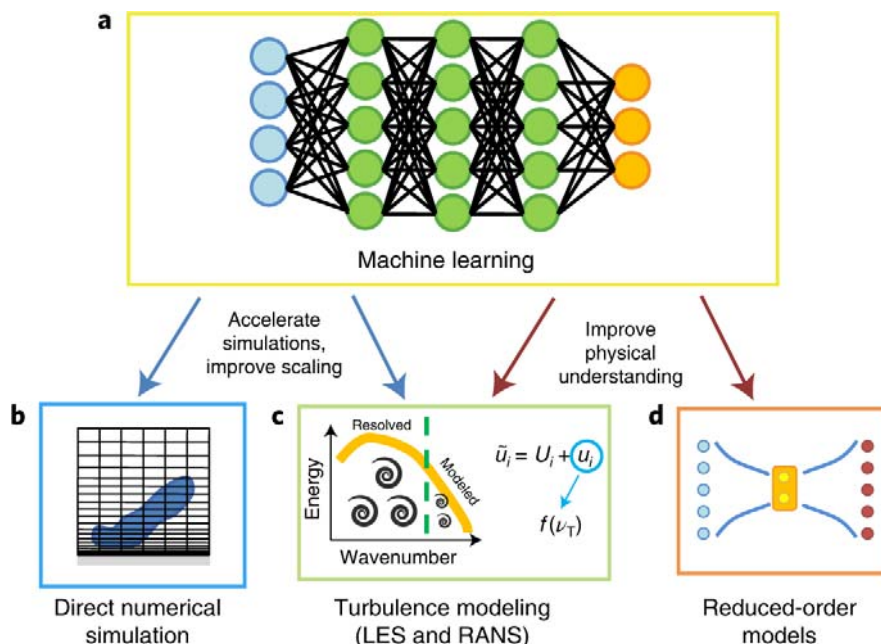 a
Machine learning
Accelerate
simulations,
improve scaling
Improve
physical
understanding
b
Direct numerical
simulation
c
Resolved
Modeled
Energy
Wavenumber
ũᵢ = Uᵢ + uᵢ
f(ν_T)
Turbulence modeling
(LES and RANS)
d
Reduced-order
models